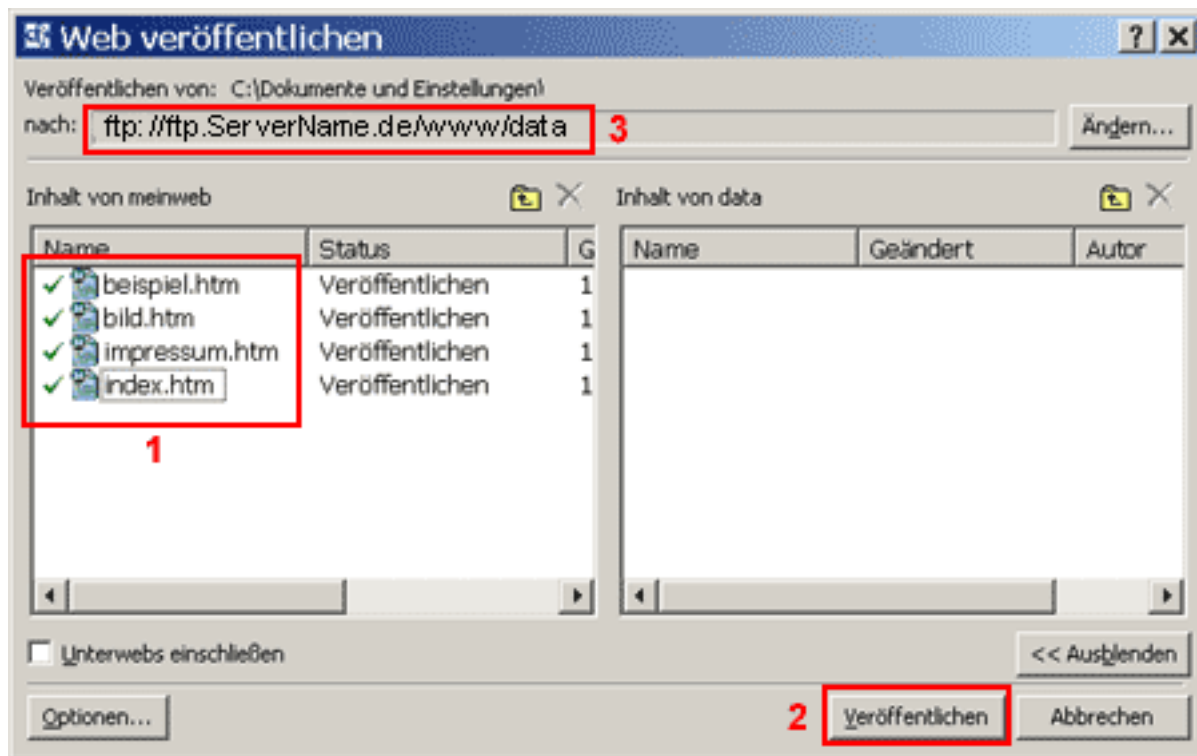 Web veröffentlichen
Veröffentlichen von: C:\Dokumente und Einstellungen\
nach: ftp://ftp.ServerName.de/www/data 3 Ändern...
Inhalt von meinweb Inhalt von data
Name Status G Name Geändert Autor
beispiel.htm Veröffentlichen 1
bild.htm Veröffentlichen 1
impressum.htm Veröffentlichen 1
index.htm Veröffentlichen 1
1
Unterwebs einschließen << Ausblenden
Optionen... 2 Veröffentlichen Abbrechen